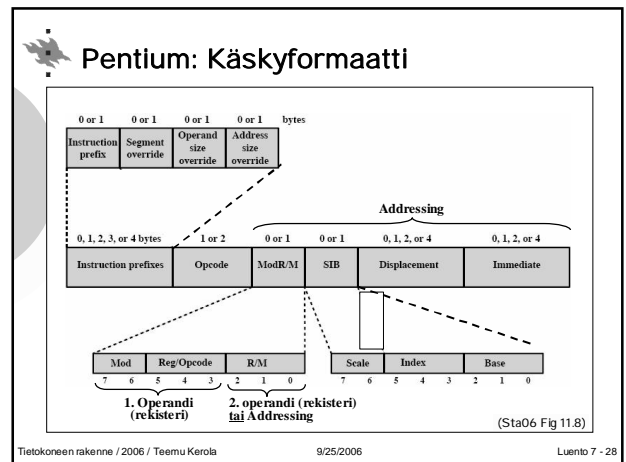 Pentium: Käskyformaatti
0 or 1 0 or 1 0 or 1 0 or 1 bytes
Instruction prefix Segment override Operand size override Address size override
Addressing
0, 1, 2, 3, or 4 bytes 1 or 2 0 or 1 0 or 1 0, 1, 2, or 4 0, 1, 2, or 4
Instruction prefixes Opcode ModR/M SIB Displacement Immediate
Mod Reg/Opcode R/M Scale Index Base
7 6 5 4 3 2 1 0 7 6 5 4 3 2 1 0
1. Operandi 2. operandi (rekisteri)
(rekisteri) tai Addressing
(Sta06 Fig 11.8)
Tietokoneen rakenne / 2006 / Teemu Kerola 9/25/2006 Luento 7 - 28